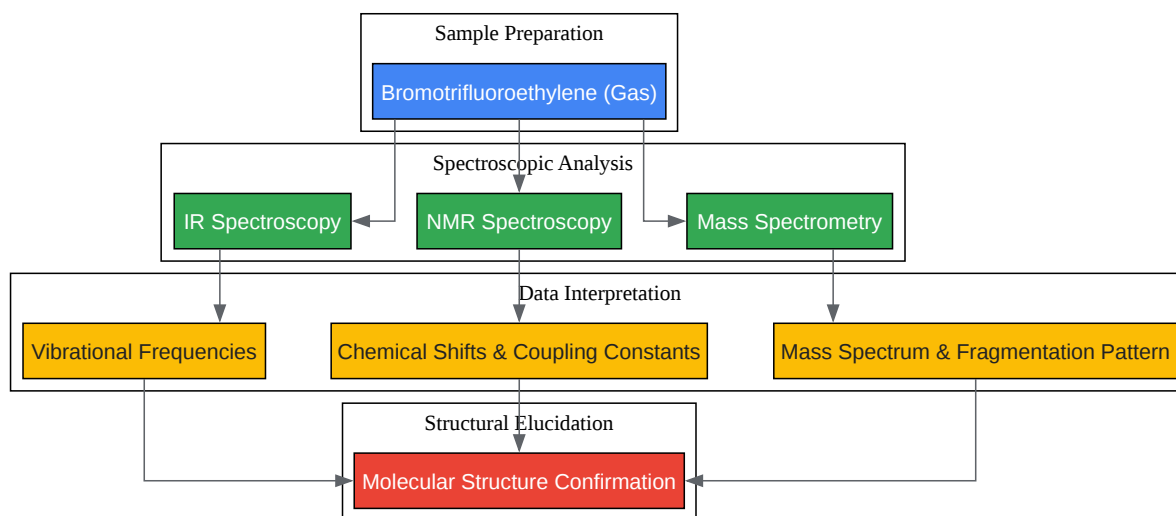 Sample Preparation
Bromotrifluoroethylene (Gas)
Spectroscopic Analysis
IR Spectroscopy
NMR Spectroscopy
Mass Spectrometry
Data Interpretation
Vibrational Frequencies
Chemical Shifts & Coupling Constants
Mass Spectrum & Fragmentation Pattern
Structural Elucidation
Molecular Structure Confirmation